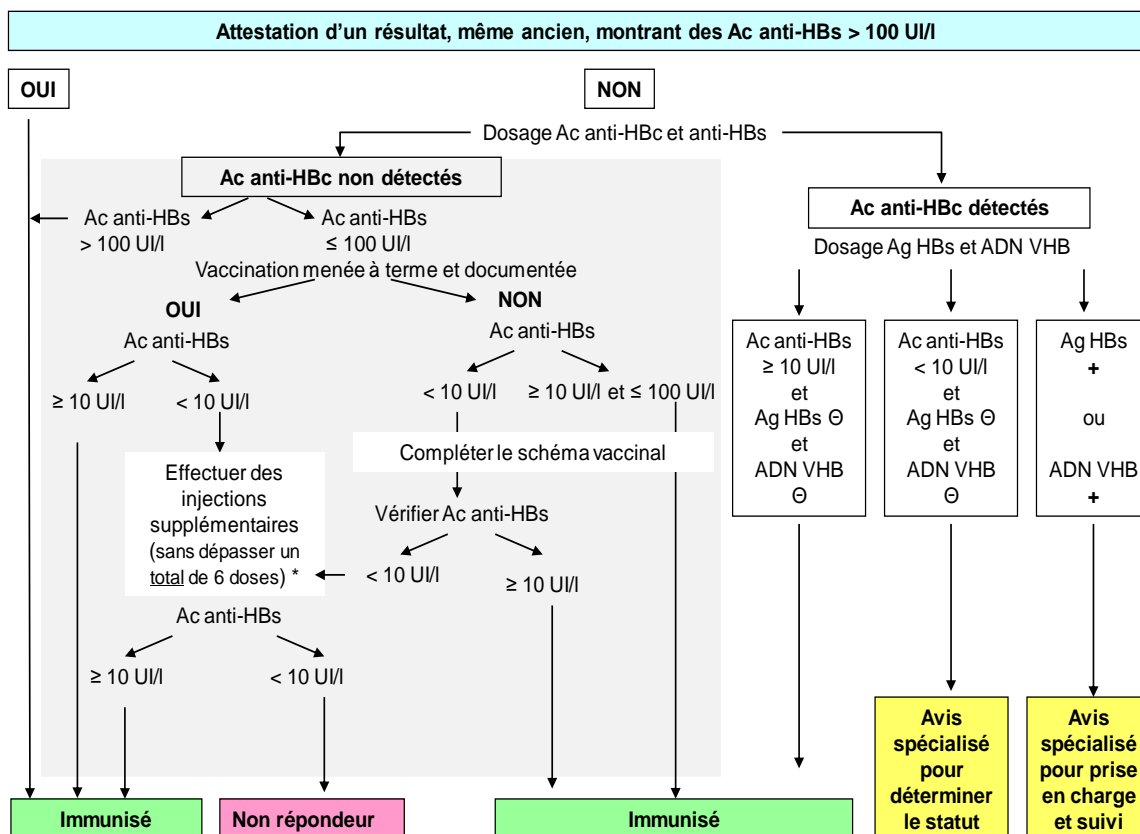 Attestation d'un résultat, même ancien, montrant des Ac anti-HBs > 100 UI/l
OUI
NON
Dosage Ac anti-HBc et anti-HBs
Ac anti-HBc non détectés
Ac anti-HBs
> 100 UI/l
Ac anti-HBs
≤ 100 UI/l
Vaccination menée à terme et documentée
OUI
Ac anti-HBs
≥ 10 UI/l
< 10 UI/l
Effectuer des
injections
supplémentaires
(sans dépasser un
total de 6 doses) *
Ac anti-HBs
≥ 10 UI/l
< 10 UI/l
NON
Ac anti-HBs
< 10 UI/l
≥ 10 UI/l et ≤ 100 UI/l
Compléter le schéma vaccinal
Vérifier Ac anti-HBs
< 10 UI/l
≥ 10 UI/l
Ac anti-HBc détectés
Dosage Ag HBs et ADN VHB
Ac anti-HBs
≥ 10 UI/l
et
Ag HBs Θ
et
ADN VHB
Θ
Ac anti-HBs
< 10 UI/l
et
Ag HBs Θ
et
ADN VHB
Θ
Ag HBs
+
ou
ADN VHB
+
Immunisé
Non répondeur
Immunisé
Avis
spécialisé
pour
déterminer
le statut
Avis
spécialisé
pour prise
en charge
et suivi